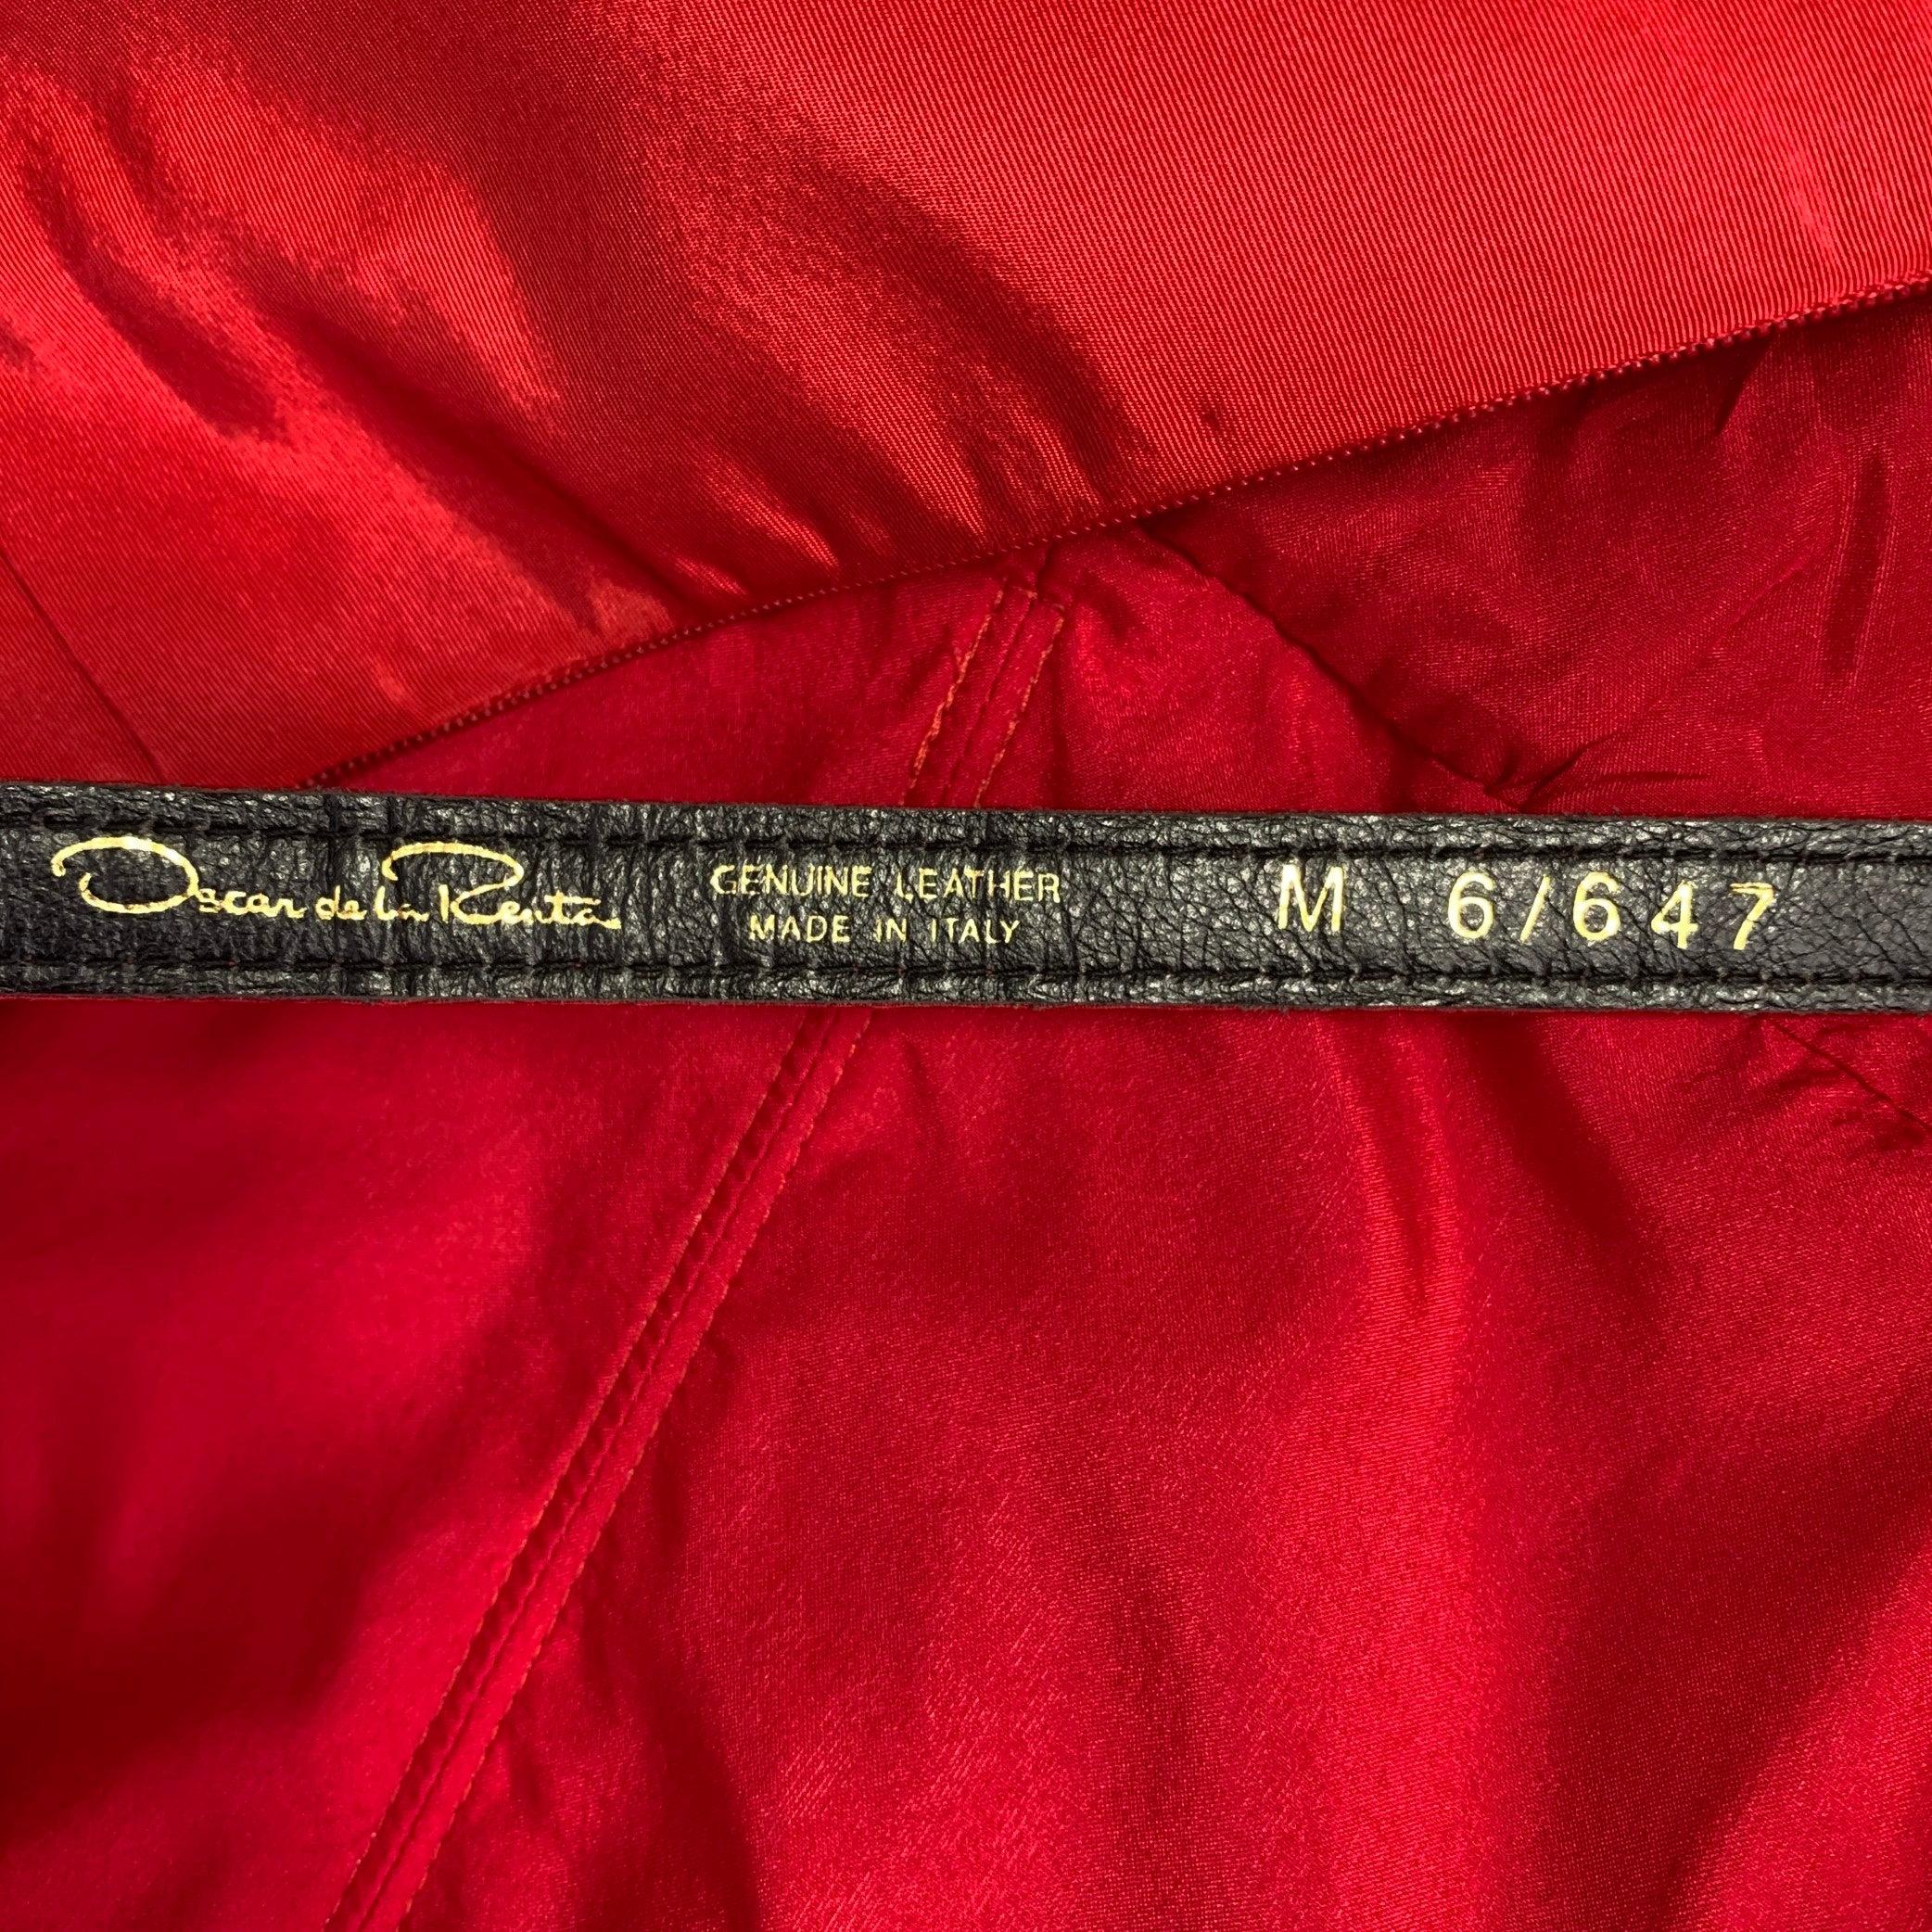 Oscar de la Renta
GENUINE LEATHER
MADE IN ITALY
M 6/647